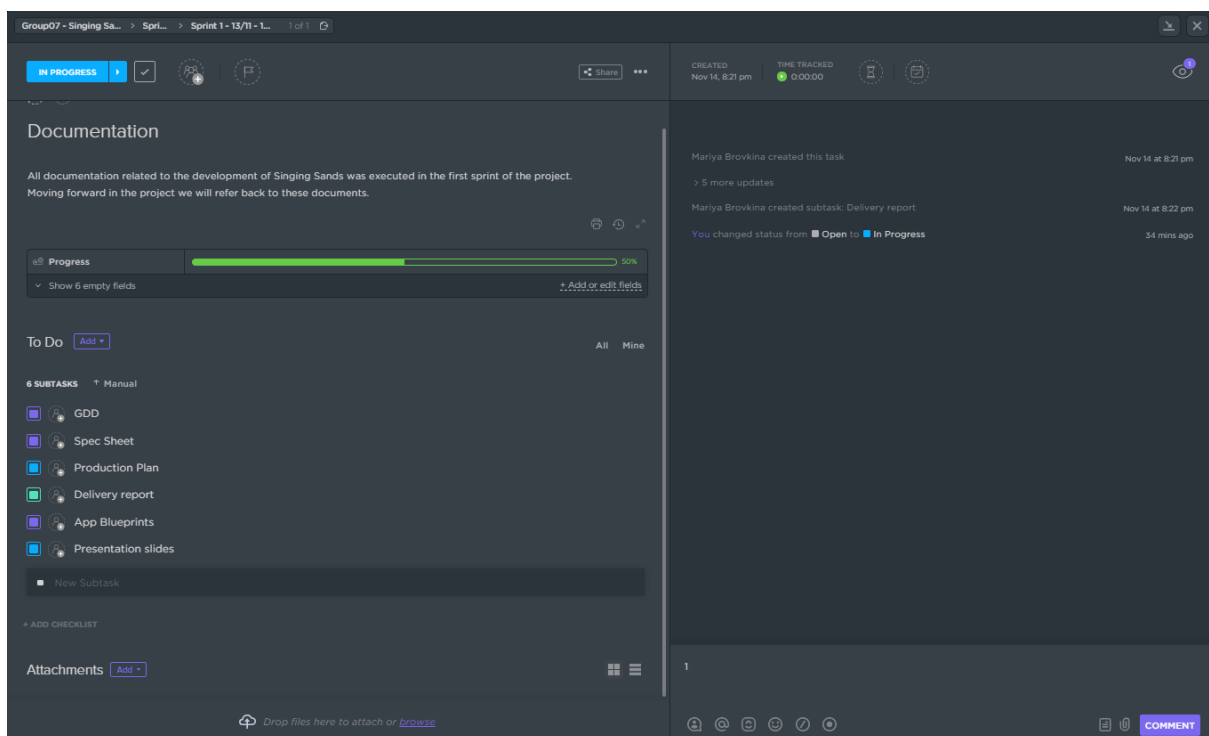 Group07 - Singing Sa... > Spri... > Sprint 1 - 13/11 - 1... 1 of 1
IN PROGRESS
Share
CREATED
Nov 14, 8:21 pm
TIME TRACKED
0:00:00
1
Documentation
All documentation related to the development of Singing Sands was executed in the first sprint of the project.
Moving forward in the project we will refer back to these documents.
Progress 50%
Show 6 empty fields + Add or edit fields
To Do Add All Mine
6 SUBTASKS ↑ Manual
GDD
Spec Sheet
Production Plan
Delivery report
App Blueprints
Presentation slides
New Subtask
+ ADD CHECKLIST
Attachments Add
Drop files here to attach or browse
Mariya Brovkina created this task Nov 14 at 8:21 pm
> 5 more updates
Mariya Brovkina created subtask: Delivery report Nov 14 at 8:22 pm
You changed status from Open to In Progress 34 mins ago
1
COMMENT